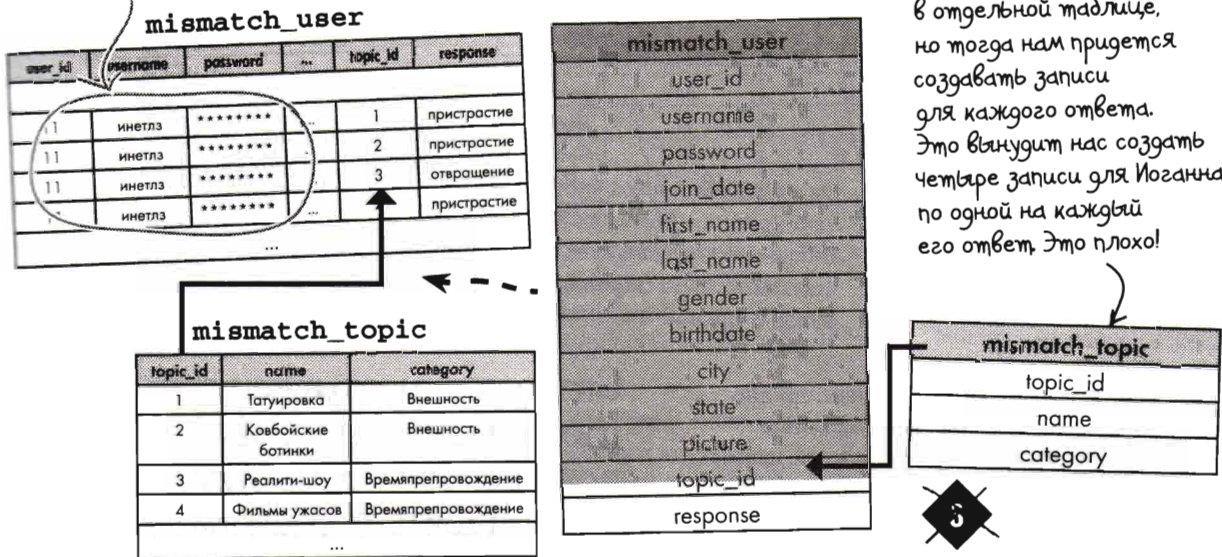 mismatch_user
user_id username password ... topic_id response
11 инетлз ******** ... 1 пристрастие
11 инетлз ******** ... 2 пристрастие
11 инетлз ******** ... 3 отвращение
инетлз ******** ... пристрастие
...
mismatch_topic
topic_id name category
1 Татуировка Внешность
2 Ковбойские Внешность
ботинки
3 Реалити-шоу Времяпрепровождение
4 Фильмы ужасов Времяпрепровождение
...
mismatch_user
user_id
username
password
join_date
first_name
last_name
gender
birthdate
city
state
picture
topic_id
response
в отдельной таблице,
но тогда нам придется
создавать записи
для каждого ответа.
Это вынудит нас создать
четыре записи для Иоганна
по одной на каждый
его ответ. Это плохо!
mismatch_topic
topic_id
name
category